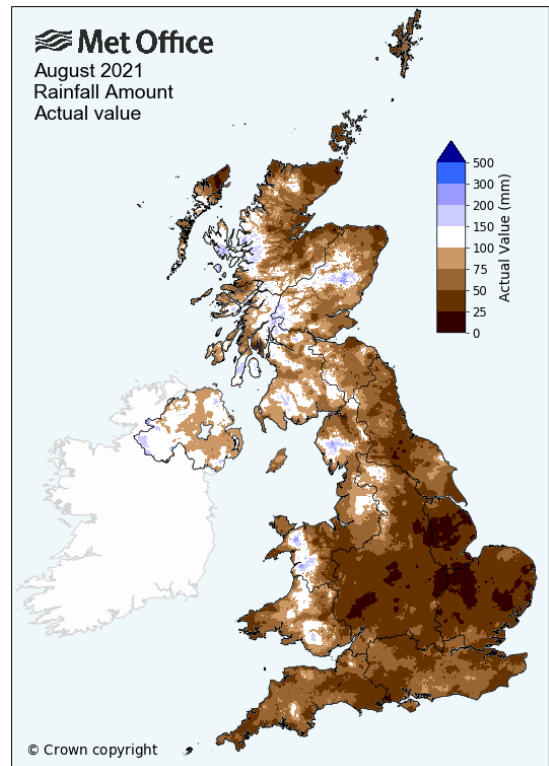 Met Office
August 2021
Rainfall Amount
Actual value
500
300
200
150
100
75
50
25
0
Actual Value (mm)
© Crown copyright